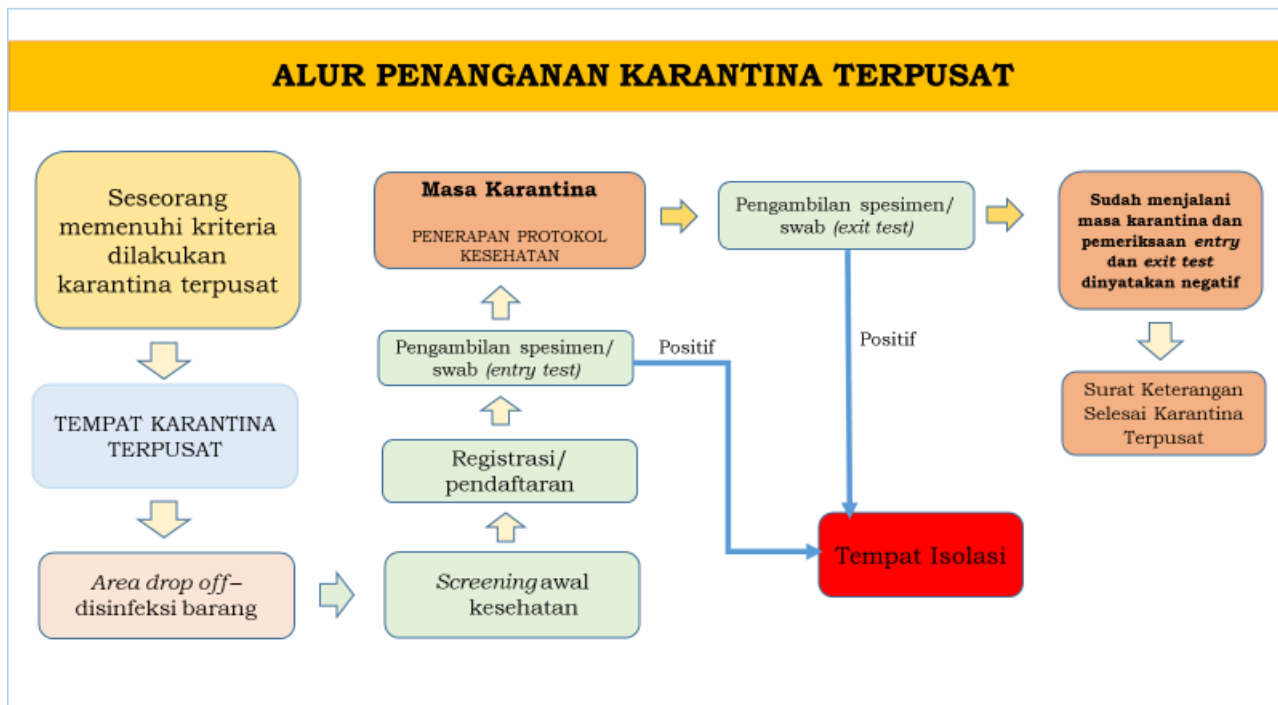 ALUR PENANGANAN KARANTINA TERPUSAT
Seseorang
memenuhi kriteria
dilakukan
karantina terpusat
TEMPAT KARANTINA
TERPUSAT
Area drop off–
disinfeksi barang
Screening awal
kesehatan
Registrasi/
pendaftaran
Pengambilan spesimen/
swab (entry test)
Positif
Masa Karantina
PENERAPAN PROTOKOL
KESEHATAN
Pengambilan spesimen/
swab (exit test)
Positif
Tempat Isolasi
Sudah menjalani
masa karantina dan
pemeriksaan entry
dan exit test
dinyatakan negatif
Surat Keterangan
Selesai Karantina
Terpusat